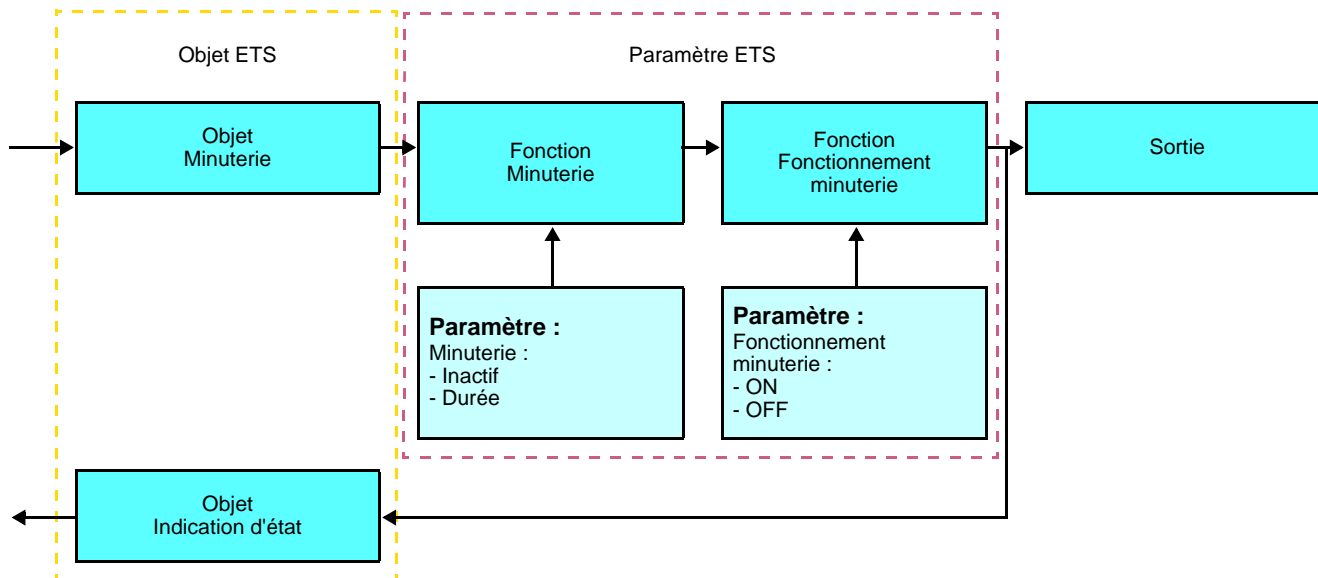 Objet ETS
Paramètre ETS
Objet
Minuterie
Fonction
Minuterie
Fonction
Fonctionnement
minuterie
Sortie
Paramètre :
Minuterie :
- Inactif
- Durée
Paramètre :
Fonctionnement
minuterie :
- ON
- OFF
Objet
Indication d'état